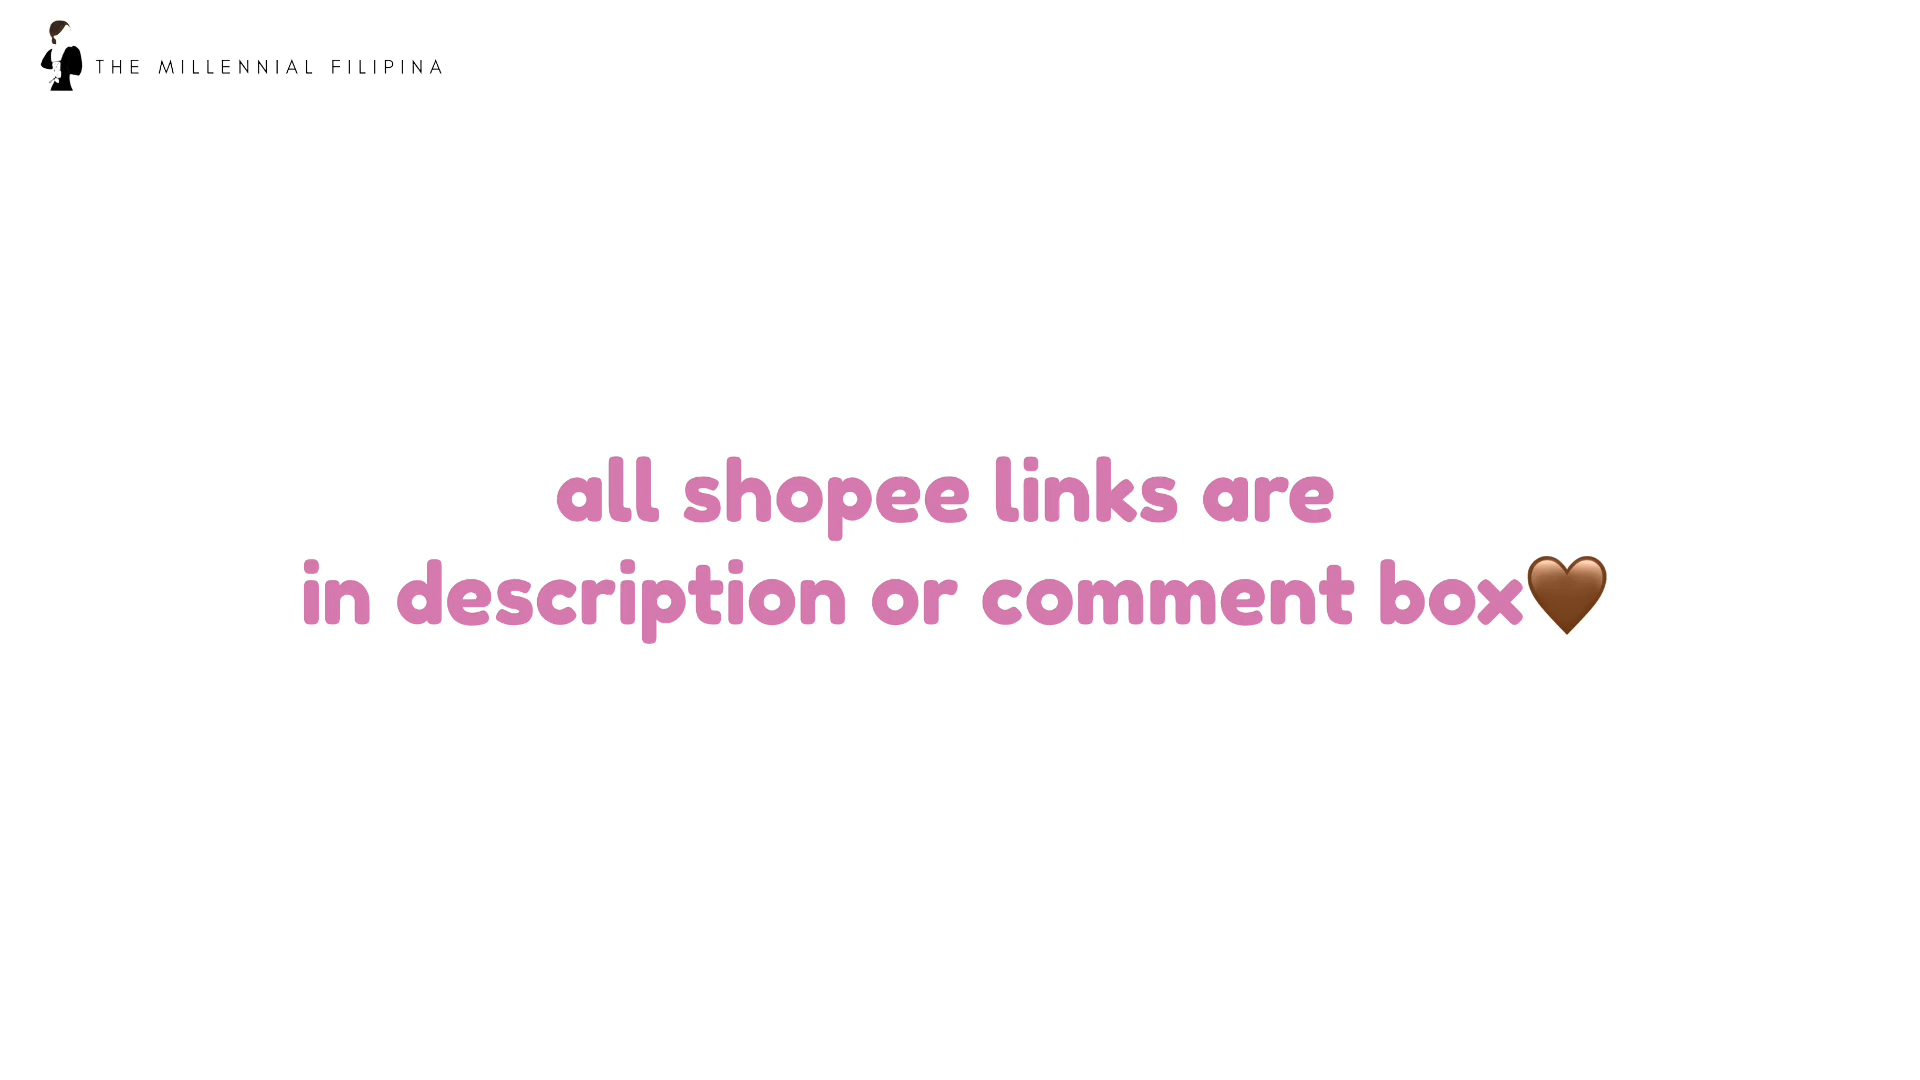 THE MILLENNIAL FILIPINA
all shopee links are
in description or comment box🤎